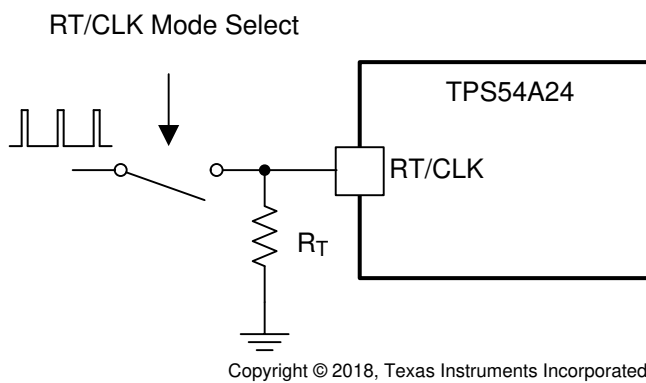 RT/CLK Mode Select
TPS54A24
RT/CLK
RT
Copyright © 2018, Texas Instruments Incorporated